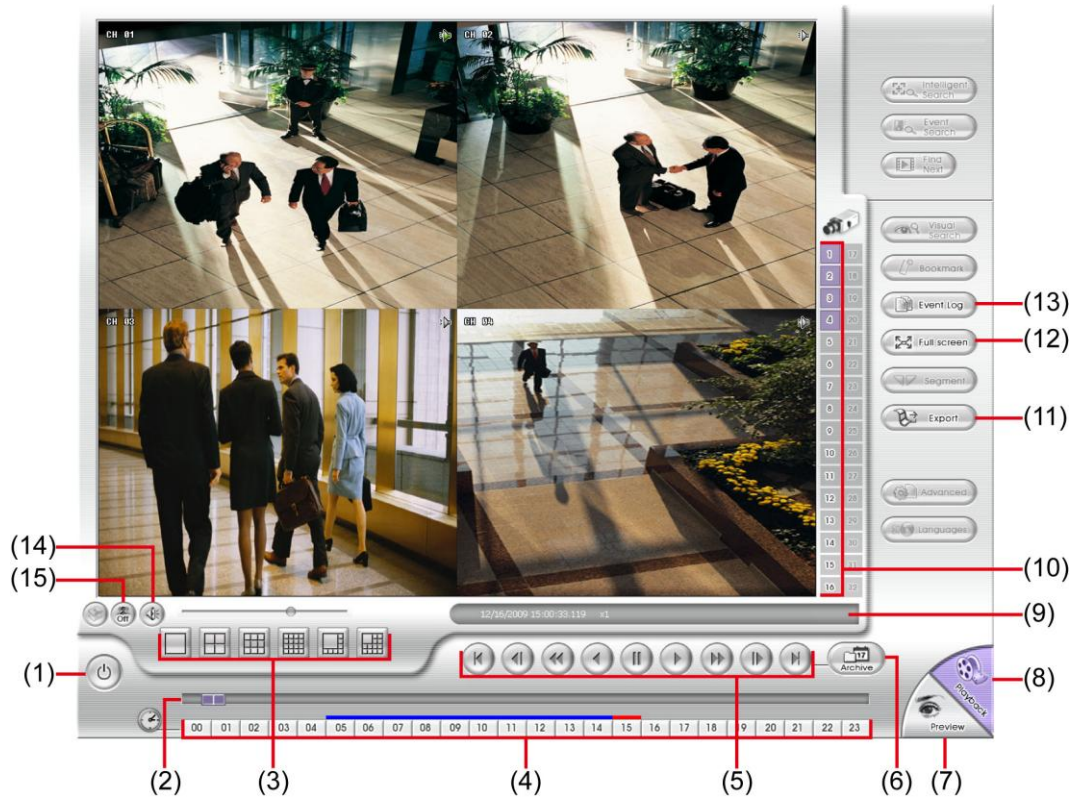 CH 01
CH 02
Intelligent
Search
Event
Search
Find
Next
Visual
Search
Bookmark
Event Log
(13)
Full screen
(12)
Segment
Export
(11)
Advanced
Languages
1 17
2 18
3 19
4 20
5 21
6 22
7 23
8 24
9 25
10 26
11 27
12 28
13 29
14 30
15 31
16 32
(10)
CH 03
CH 04
(14)
(15)
Off
12/16/2009 15:00:33.119 x1
(9)
(1)
17
Archive
Playback
(8)
Preview
00 01 02 03 04 05 06 07 08 09 10 11 12 13 14 15 16 17 18 19 20 21 22 23
(2)
(3)
(4)
(5)
(6)
(7)